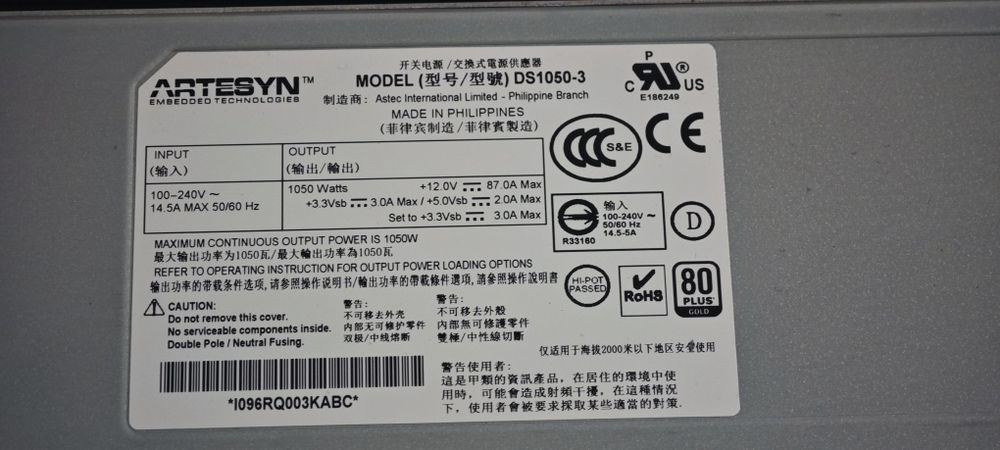 ARTESYN™
EMBEDDED TECHNOLOGIES
开关电源 /交換式電源供應器
MODEL (型号/型號) DS1050-3
制造商: Astec International Limited - Philippine Branch
MADE IN PHILIPPINES
(菲律宾制造/菲律賓製造)
P
C RU® US
E186249
S&E
CE
INPUT
(输入)
OUTPUT
(输出/輸出)
100–240V ~
14.5A MAX 50/60 Hz
1050 Watts +12.0V ⎓ 87.0A Max
+3.3Vsb ⎓ 3.0A Max / +5.0Vsb ⎓ 2.0A Max
Set to +3.3Vsb ⎓ 3.0A Max
输入
100-240V ~
50/60 Hz
14.5-5A
R33160
D
MAXIMUM CONTINUOUS OUTPUT POWER IS 1050W
最大输出功率为1050瓦/最大輸出功率為1050瓦
REFER TO OPERATING INSTRUCTION FOR OUTPUT POWER LOADING OPTIONS
输出功率的带载条件选项,请参照操作说明书/輸出功率的帶載條件選項,請參照操作說明書
HI-POT
PASSED
RoHS
80
PLUS®
GOLD
CAUTION:
Do not remove this cover.
No serviceable components inside.
Double Pole / Neutral Fusing.
警告:
不可移去外壳
内部无可修护零件
双极/中线熔断
警告:
不可移去外殼
內部無可修護零件
雙極/中性線切斷
仅适用于海拔2000米以下地区安全使用
*I096RQ003KABC*
警告使用者:
這是甲類的資訊產品, 在居住的環境中使
用時, 可能會造成射頻干擾, 在這種情況
下, 使用者會被要求採取某些適當的對策.